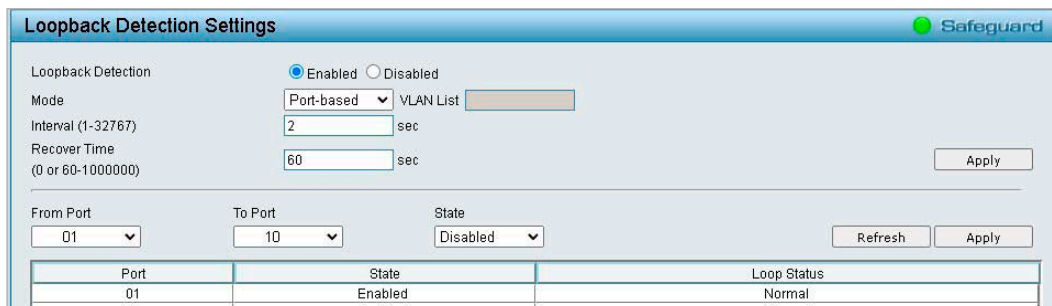 Loopback Detection Settings Safeguard
Loopback Detection Enabled Disabled
Mode Port-based VLAN List
Interval (1-32767) 2 sec
Recover Time
(0 or 60-1000000) 60 sec Apply
From Port To Port State
01 10 Disabled Refresh Apply
Port State Loop Status
01 Enabled Normal